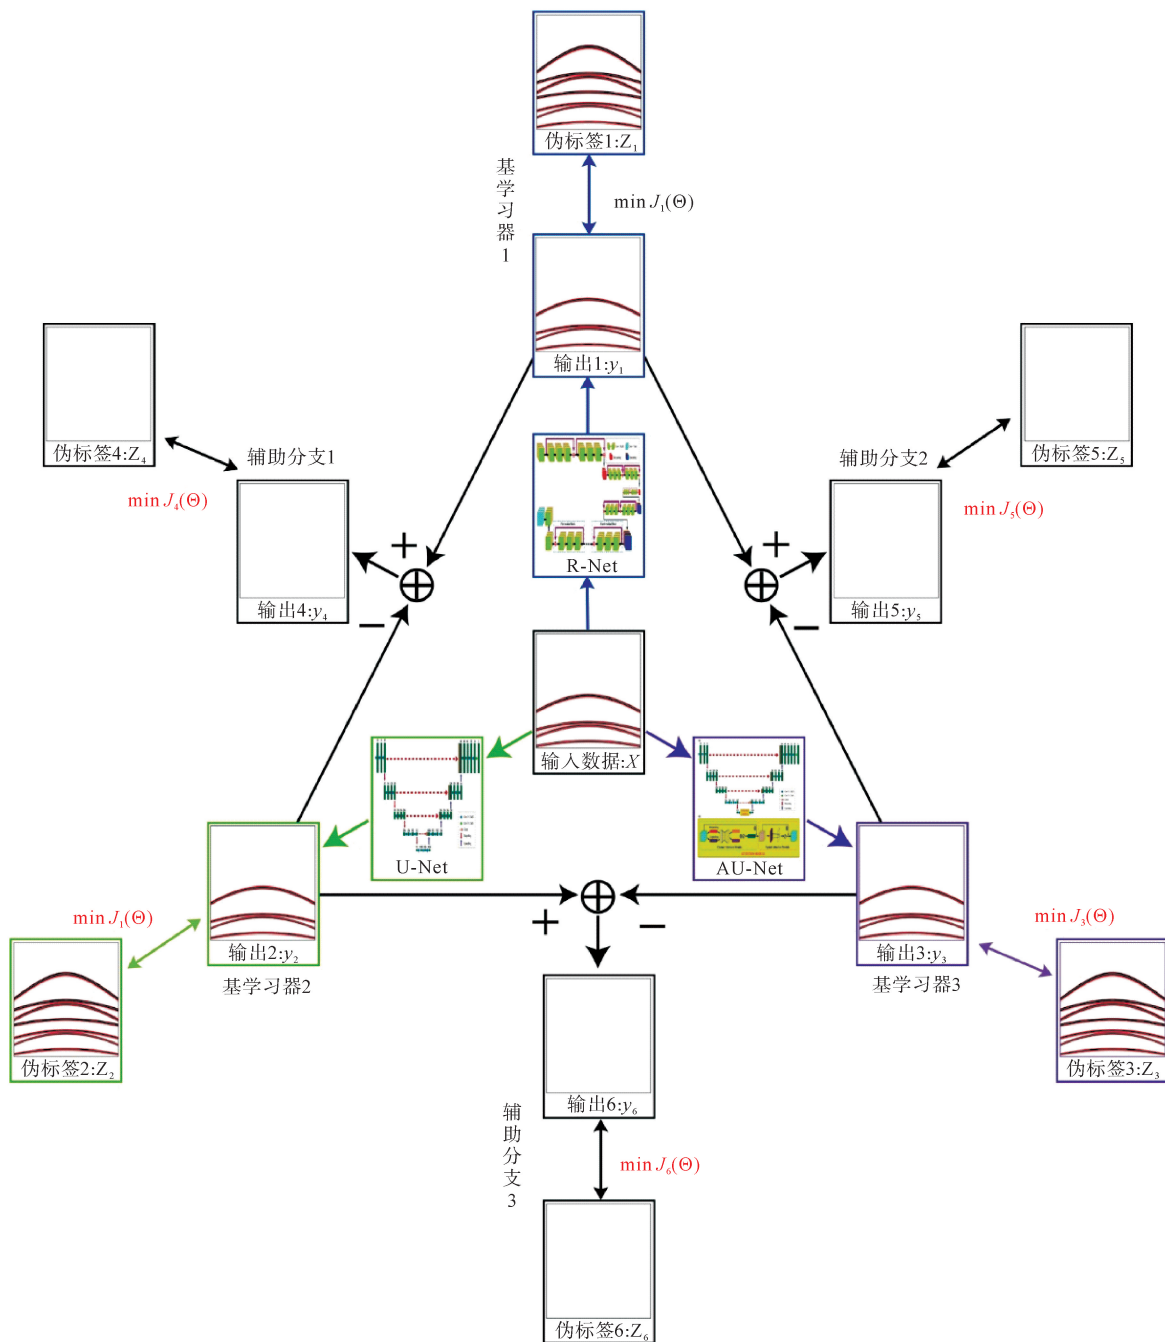 伪标签1:Z₁
基学习器1
min J₁(Θ)
输出1:y₁
伪标签4:Z₄
辅助分支1
min J₄(Θ)
输出4:y₄
+
−
R-Net
辅助分支2
伪标签5:Z₅
min J₅(Θ)
输出5:y₅
+
−
输入数据:X
U-Net
AU-Net
min J₁(Θ)
输出2:y₂
基学习器2
伪标签2:Z₂
+
−
min J₃(Θ)
输出3:y₃
基学习器3
伪标签3:Z₃
输出6:y₆
辅助分支3
min J₆(Θ)
伪标签6:Z₆